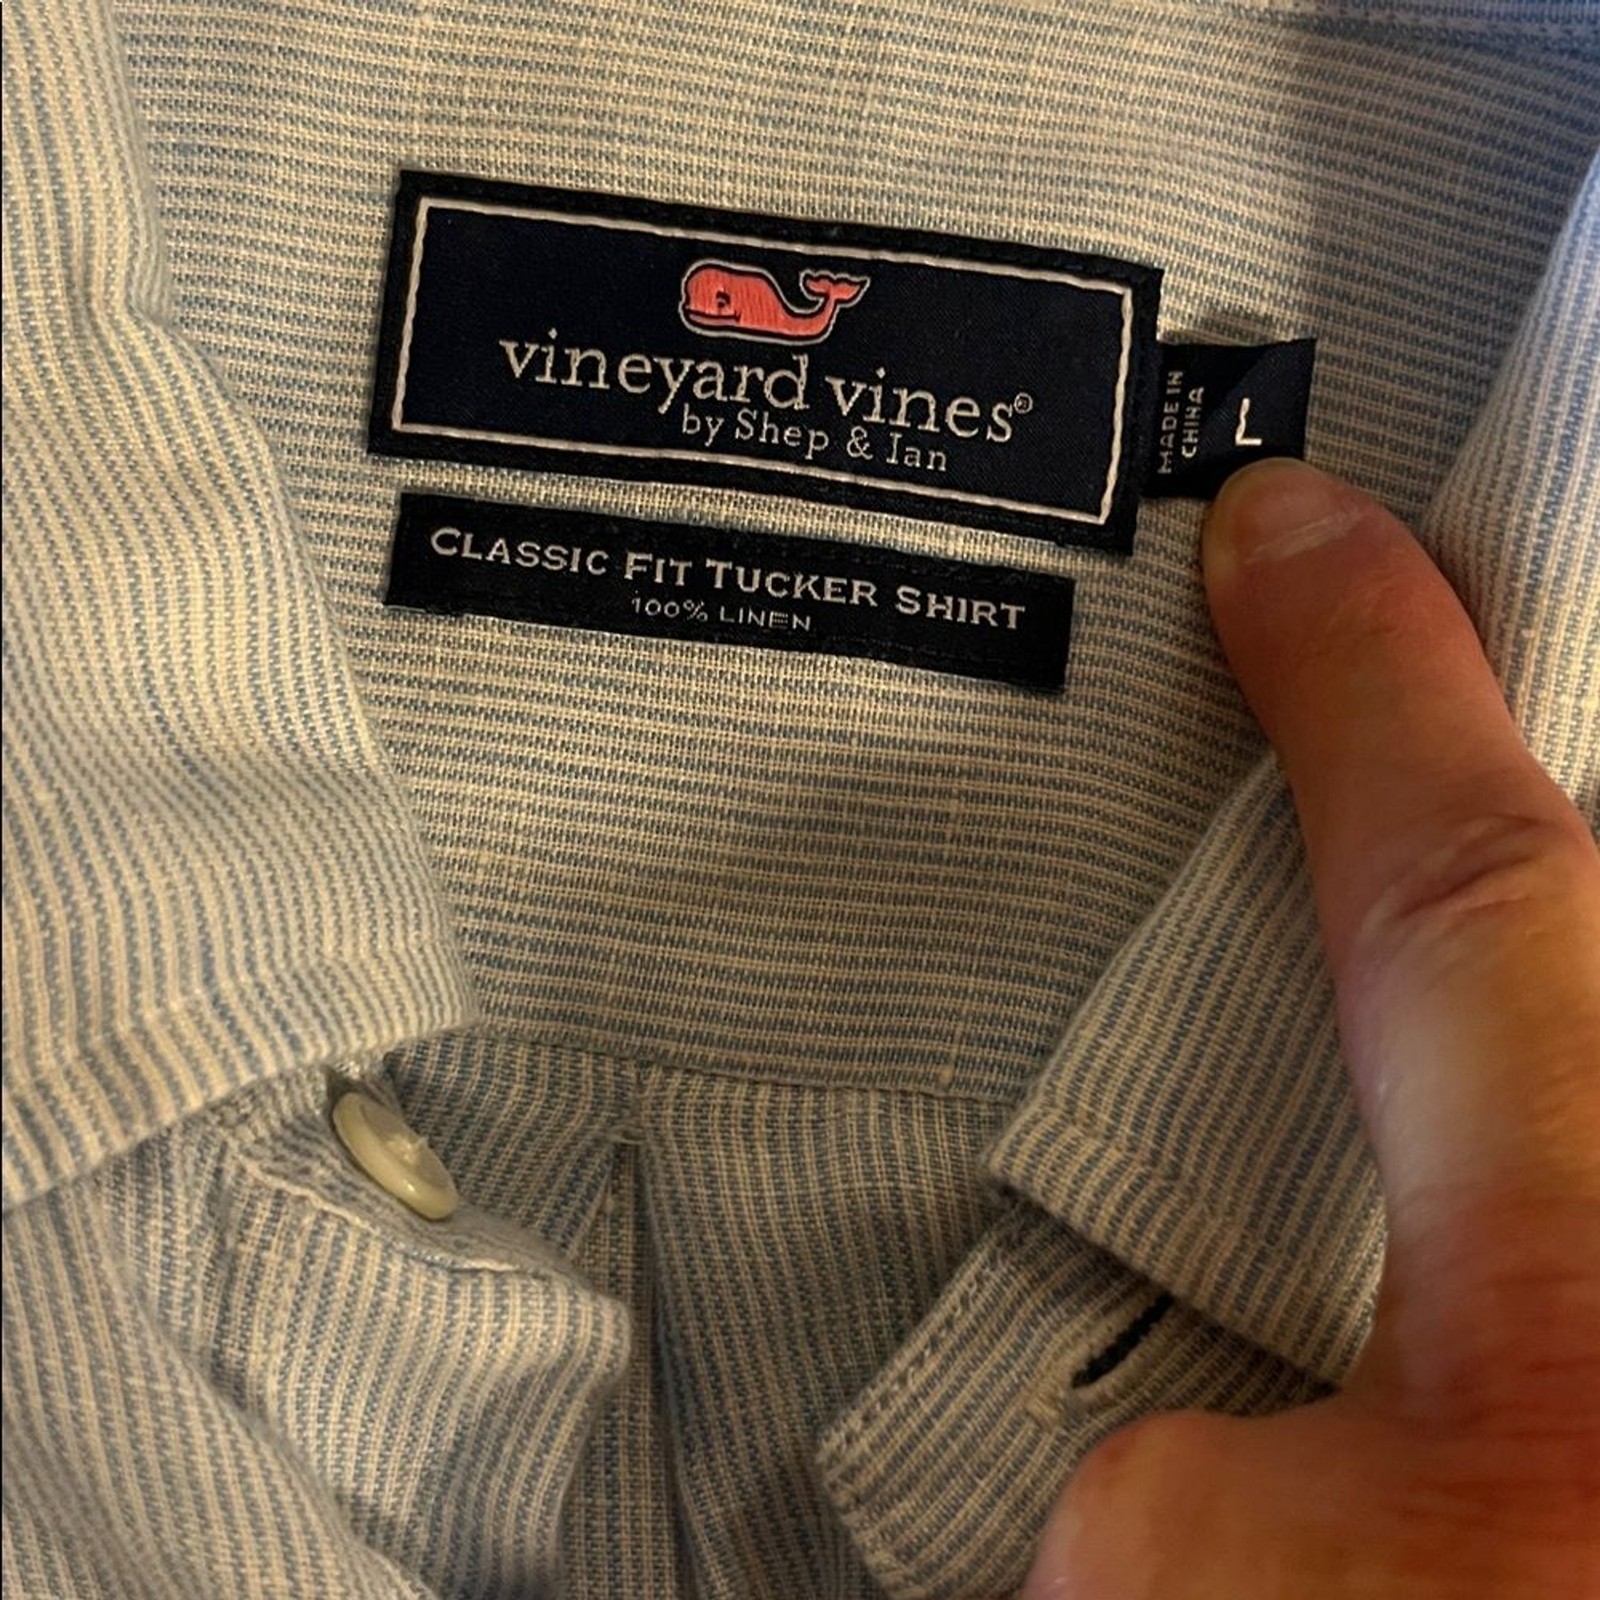 vineyard vines®
by Shep & Ian
MADE IN
CHINA
L
CLASSIC FIT TUCKER SHIRT
100% LINEN